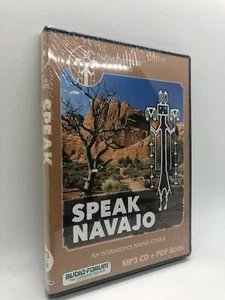 SPEAK
NAVAJO
AN INTERMEDIATE NAVAJO COURSE
MP3 CD + PDF BOOK
AUDIO-FORUM
SPEAK